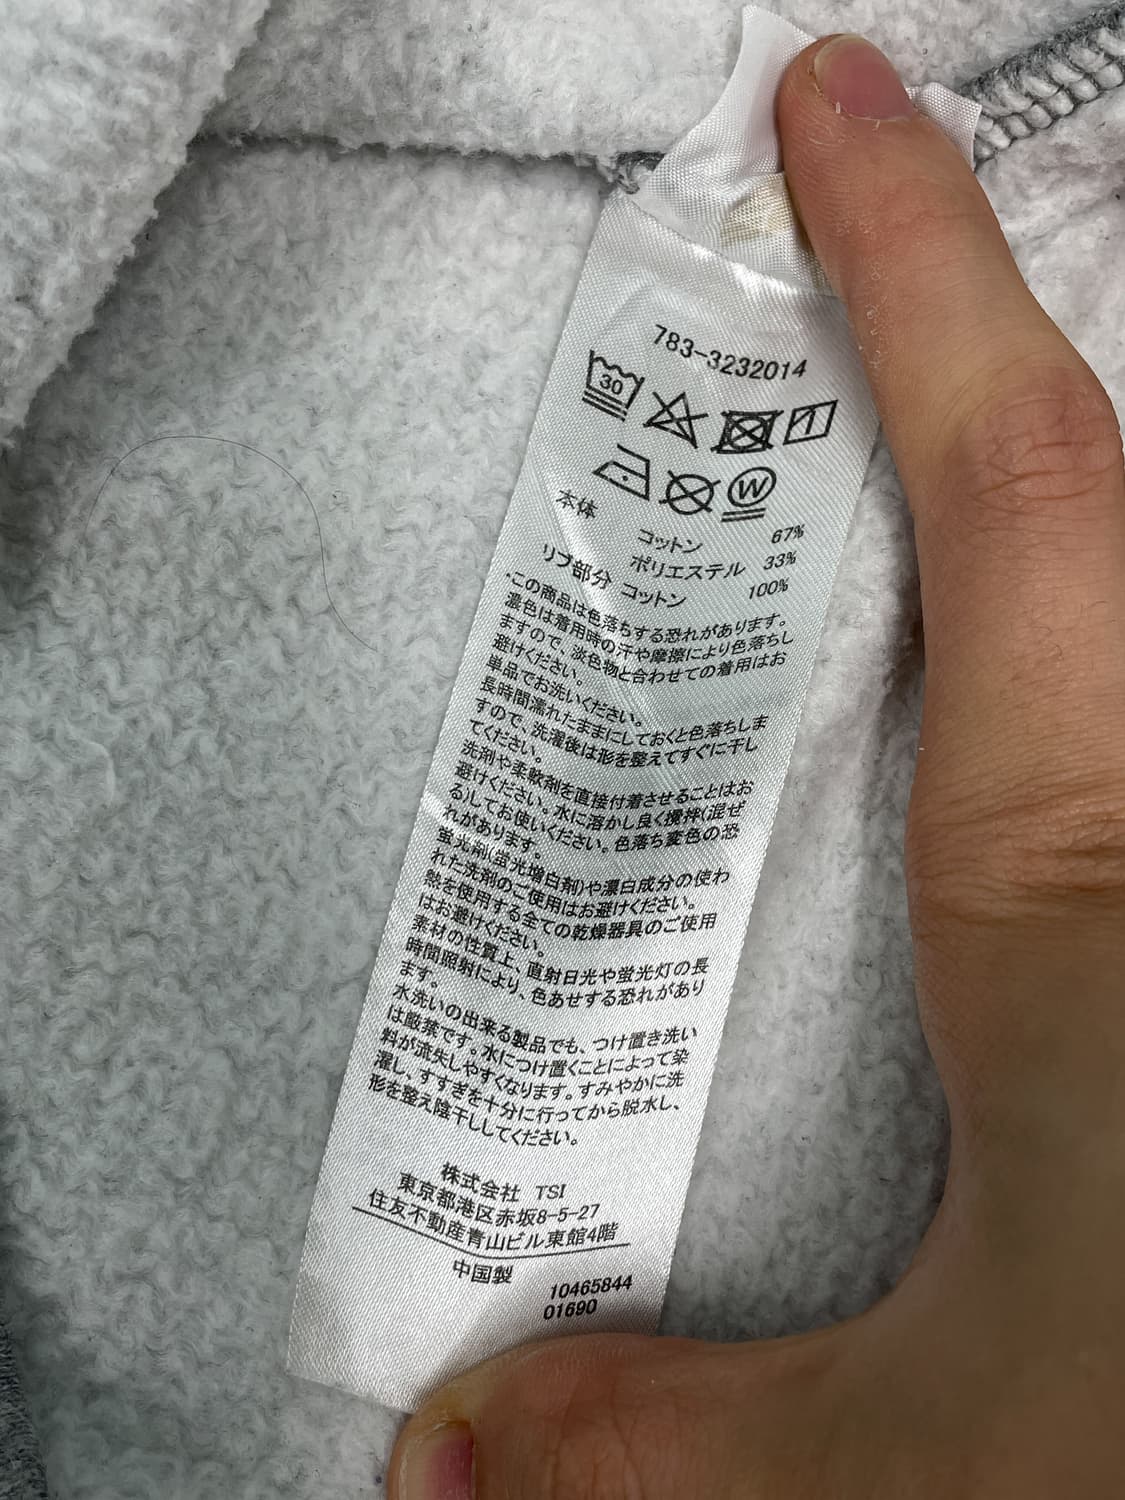 783-3232014
30
W
本体 コットン 67%
ポリエステル 33%
リブ部分 コットン 100%
・この商品は色落ちする恐れがあります。
濃色は着用時の汗や摩擦により色落ちし
ますので、淡色物と合わせての着用はお
避けください。
単品でお洗いください。
長時間濡れたままにしておくと色落ちしま
すので、洗濯後は形を整えてすぐに干し
てください。
洗剤や柔軟剤を直接付着させることはお
避けください。水に溶かし良く攪拌(混ぜ
る)してお使いください。色落ち変色の恐
れがあります。
蛍光剤(蛍光増白剤)や漂白成分の使わ
れた洗剤のご使用はお避けください。
熱を使用する全ての乾燥器具のご使用
はお避けください。
素材の性質上、直射日光や蛍光灯の長
時間照射により、色あせする恐れがあり
ます。
水洗いの出来る製品でも、つけ置き洗い
は厳禁です。水につけ置くことによって染
料が流失しやすくなります。すみやかに洗
濯し、すすぎを十分に行ってから脱水し、
形を整え陰干ししてください。
株式会社 TSI
東京都港区赤坂8-5-27
住友不動産青山ビル東館4階
中国製
10465844
01690